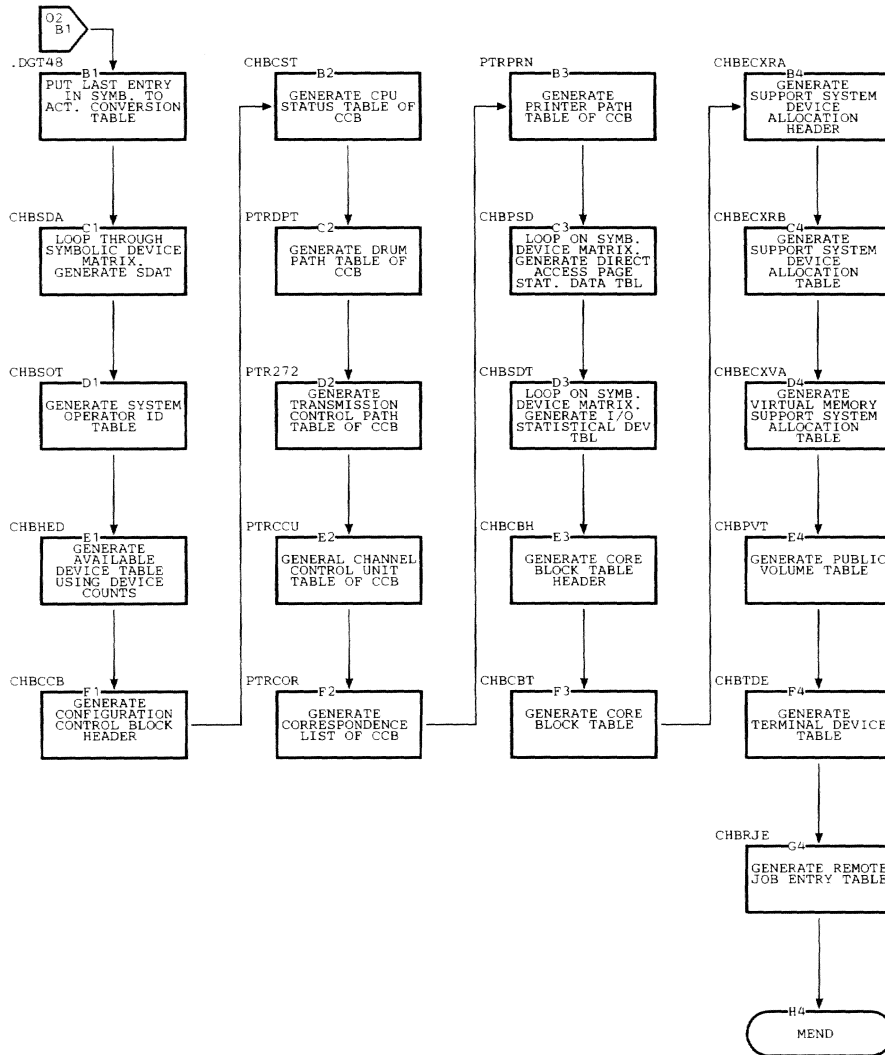 02
B1
.DGT48
B1
PUT LAST ENTRY
IN SYMB. TO
ACT. CONVERSION
TABLE
CHBSDA
C1
LOOP THROUGH
SYMBOLIC DEVICE
MATRIX.
GENERATE SDAT
CHBSOT
D1
GENERATE SYSTEM
OPERATOR ID
TABLE
CHBHED
E1
GENERATE
AVAILABLE
DEVICE TABLE
USING DEVICE
COUNTS
CHBCCB
F1
GENERATE
CONFIGURATION
CONTROL BLOCK
HEADER
CHBCST
B2
GENERATE CPU
STATUS TABLE OF
CCB
PTRDPT
C2
GENERATE DRUM
PATH TABLE OF
CCB
PTR272
D2
GENERATE
TRANSMISSION
CONTROL PATH
TABLE OF CCB
PTRCCU
E2
GENERAL CHANNEL
CONTROL UNIT
TABLE OF CCB
PTRCOR
F2
GENERATE
CORRESPONDENCE
LIST OF CCB
PTRPRN
B3
GENERATE
PRINTER PATH
TABLE OF CCB
CHBPSD
C3
LOOP ON SYMB.
DEVICE MATRIX.
GENERATE DIRECT
ACCESS PAGE
STAT. DATA TBL
CHBSDT
D3
LOOP ON SYMB.
DEVICE MATRIX.
GENERATE I/O
STATISTICAL DEV
TBL
CHBCBH
E3
GENERATE CORE
BLOCK TABLE
HEADER
CHBCBT
F3
GENERATE CORE
BLOCK TABLE
CHBECXRA
B4
GENERATE
SUPPORT SYSTEM
DEVICE
ALLOCATION
HEADER
CHBECXRB
C4
GENERATE
SUPPORT SYSTEM
DEVICE
ALLOCATION
TABLE
CHBECXVA
D4
GENERATE
VIRTUAL MEMORY
SUPPORT SYSTEM
ALLOCATION
TABLE
CHBPVT
E4
GENERATE PUBLIC
VOLUME TABLE
CHBTDE
F4
GENERATE
TERMINAL DEVICE
TABLE
CHBRJE
G4
GENERATE REMOTE
JOB ENTRY TABLE
H4
MEND